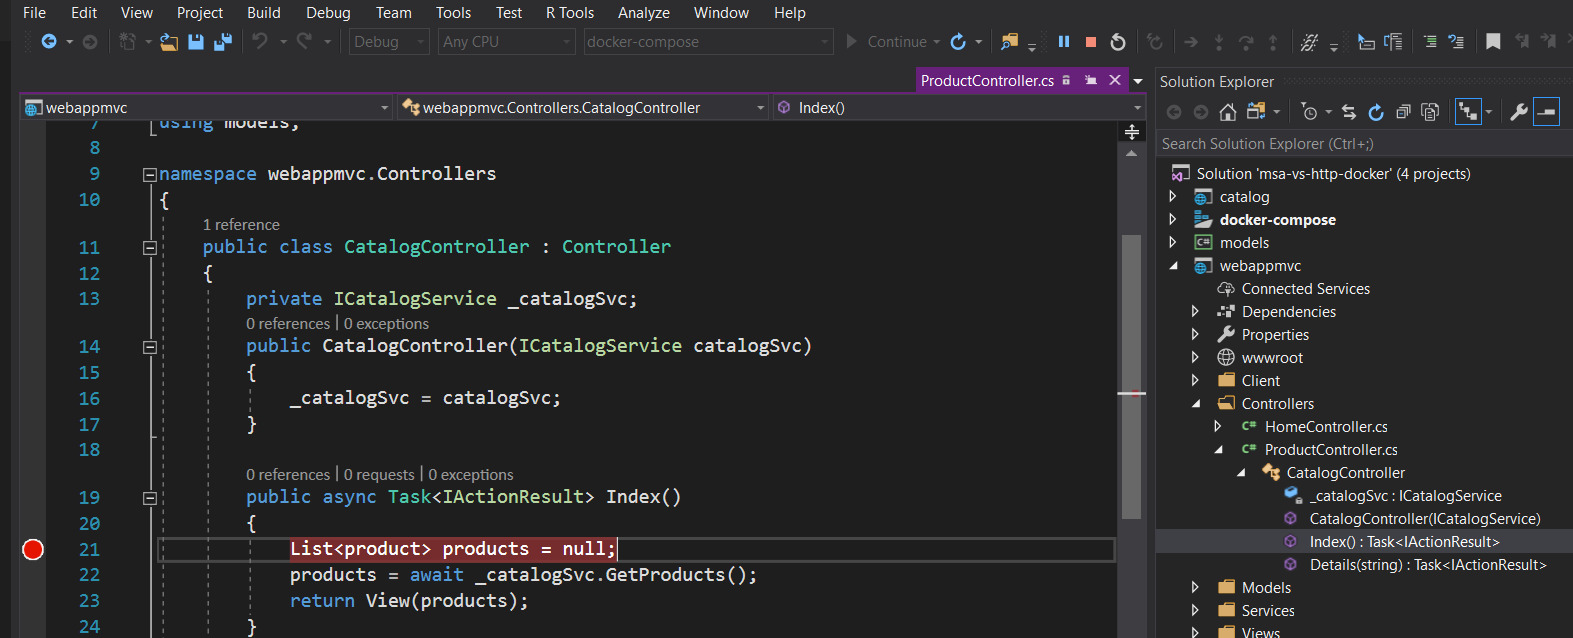 File Edit View Project Build Debug Team Tools Test R Tools Analyze Window Help
Debug Any CPU docker-compose Continue
ProductController.cs
webappmvc webappmvc.Controllers.CatalogController Index()
7 using models;
8
9 namespace webappmvc.Controllers
10 {
1 reference
11 public class CatalogController : Controller
12 {
13 private ICatalogService _catalogSvc;
0 references | 0 exceptions
14 public CatalogController(ICatalogService catalogSvc)
15 {
16 _catalogSvc = catalogSvc;
17 }
18
0 references | 0 requests | 0 exceptions
19 public async Task<IActionResult> Index()
20 {
21 List<product> products = null;
22 products = await _catalogSvc.GetProducts();
23 return View(products);
24 }
Solution Explorer
Search Solution Explorer (Ctrl+;)
Solution 'msa-vs-http-docker' (4 projects)
catalog
docker-compose
C# models
webappmvc
Connected Services
Dependencies
Properties
wwwroot
Client
Controllers
C# HomeController.cs
C# ProductController.cs
CatalogController
_catalogSvc : ICatalogService
CatalogController(ICatalogService)
Index() : Task<IActionResult>
Details(string) : Task<IActionResult>
Models
Services
Views